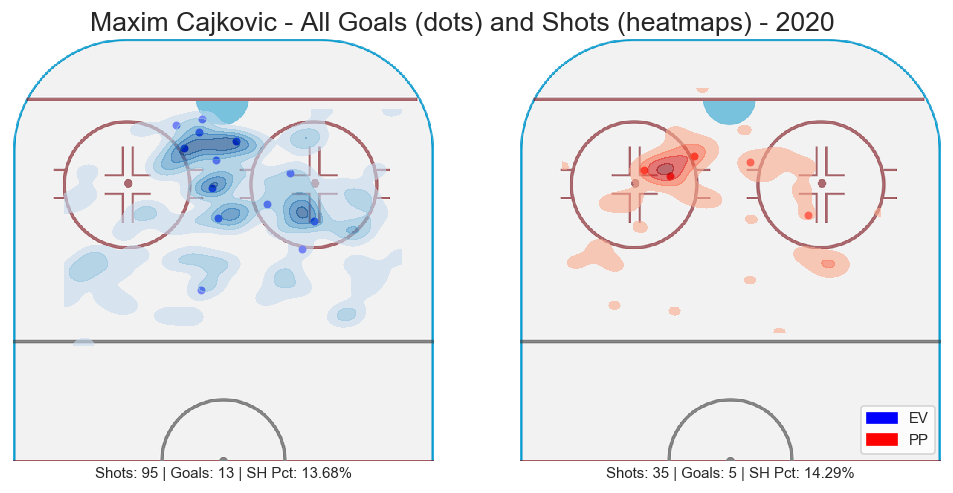 Maxim Cajkovic - All Goals (dots) and Shots (heatmaps) - 2020
EV
PP
Shots: 95 | Goals: 13 | SH Pct: 13.68%
Shots: 35 | Goals: 5 | SH Pct: 14.29%